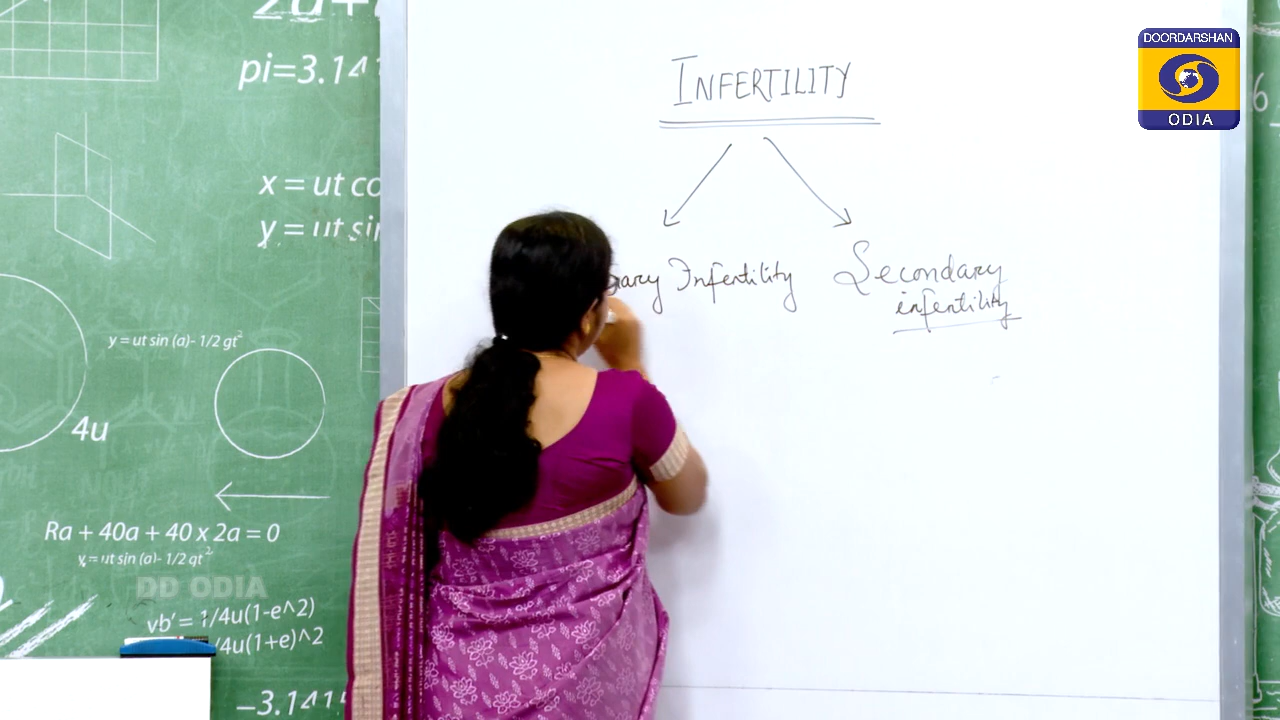 pi=3.141
x = ut co
y = ut sin
y = ut sin (a)- 1/2 gt²
4u
Ra + 40a + 40 x 2a = 0
y = ut sin (a)- 1/2 gt²
DD ODIA
vb' = 1/4u(1-e^2)
/4u(1+e)^2
-3.141
INFERTILITY
ary Infertility
Secondary
infertility
DOORDARSHAN
ODIA